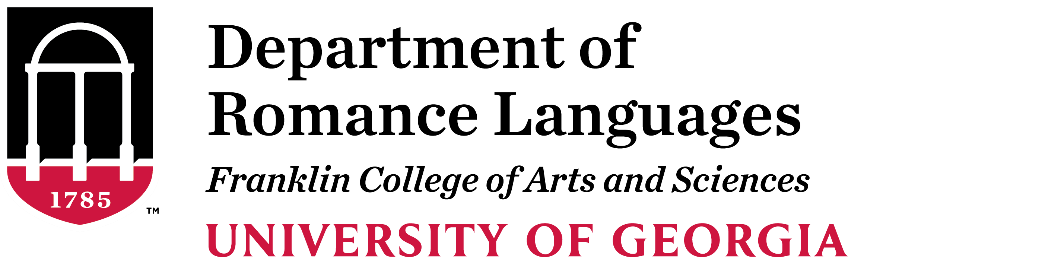 Department of
Romance Languages
Franklin College of Arts and Sciences
UNIVERSITY OF GEORGIA
1785
™